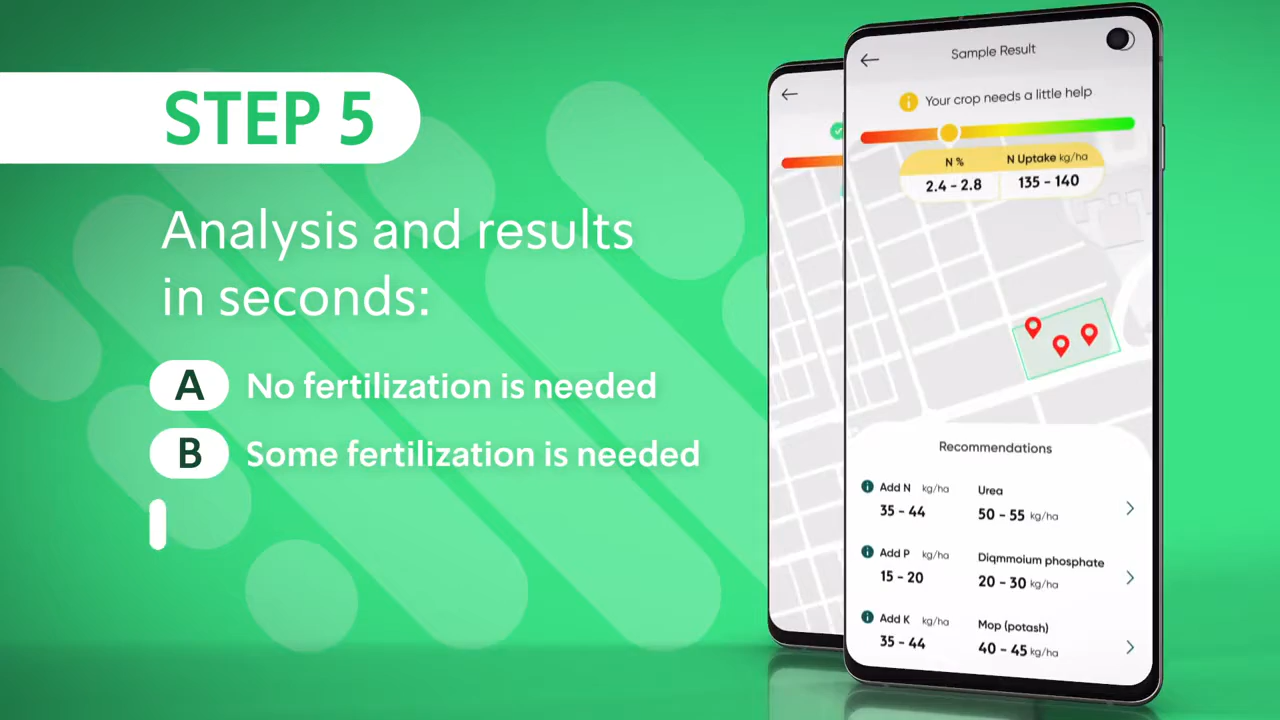 STEP 5
Analysis and results
in seconds:
A No fertilization is needed
B Some fertilization is needed
Sample Result
Your crop needs a little help
N % N Uptake kg/ha
2.4 - 2.8 135 - 140
Recommendations
Add N kg/ha Urea
35 - 44 50 - 55 kg/ha
Add P kg/ha Diqmmoium phosphate
15 - 20 20 - 30 kg/ha
Add K kg/ha Mop (potash)
35 - 44 40 - 45 kg/ha